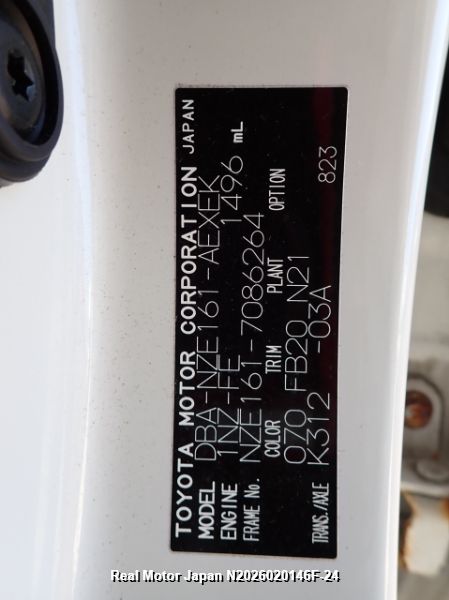 TOYOTA MOTOR CORPORATION JAPAN
MODEL DBA-NZE161-AEXEK
ENGINE 1NZ-FE 1496 mL
FRAME No. NZE161-7086264
COLOR TRIM PLANT OPTION
070 FB20 N21
TRANS./AXLE K312 -03A 823
Real Motor Japan N2026020146F-24